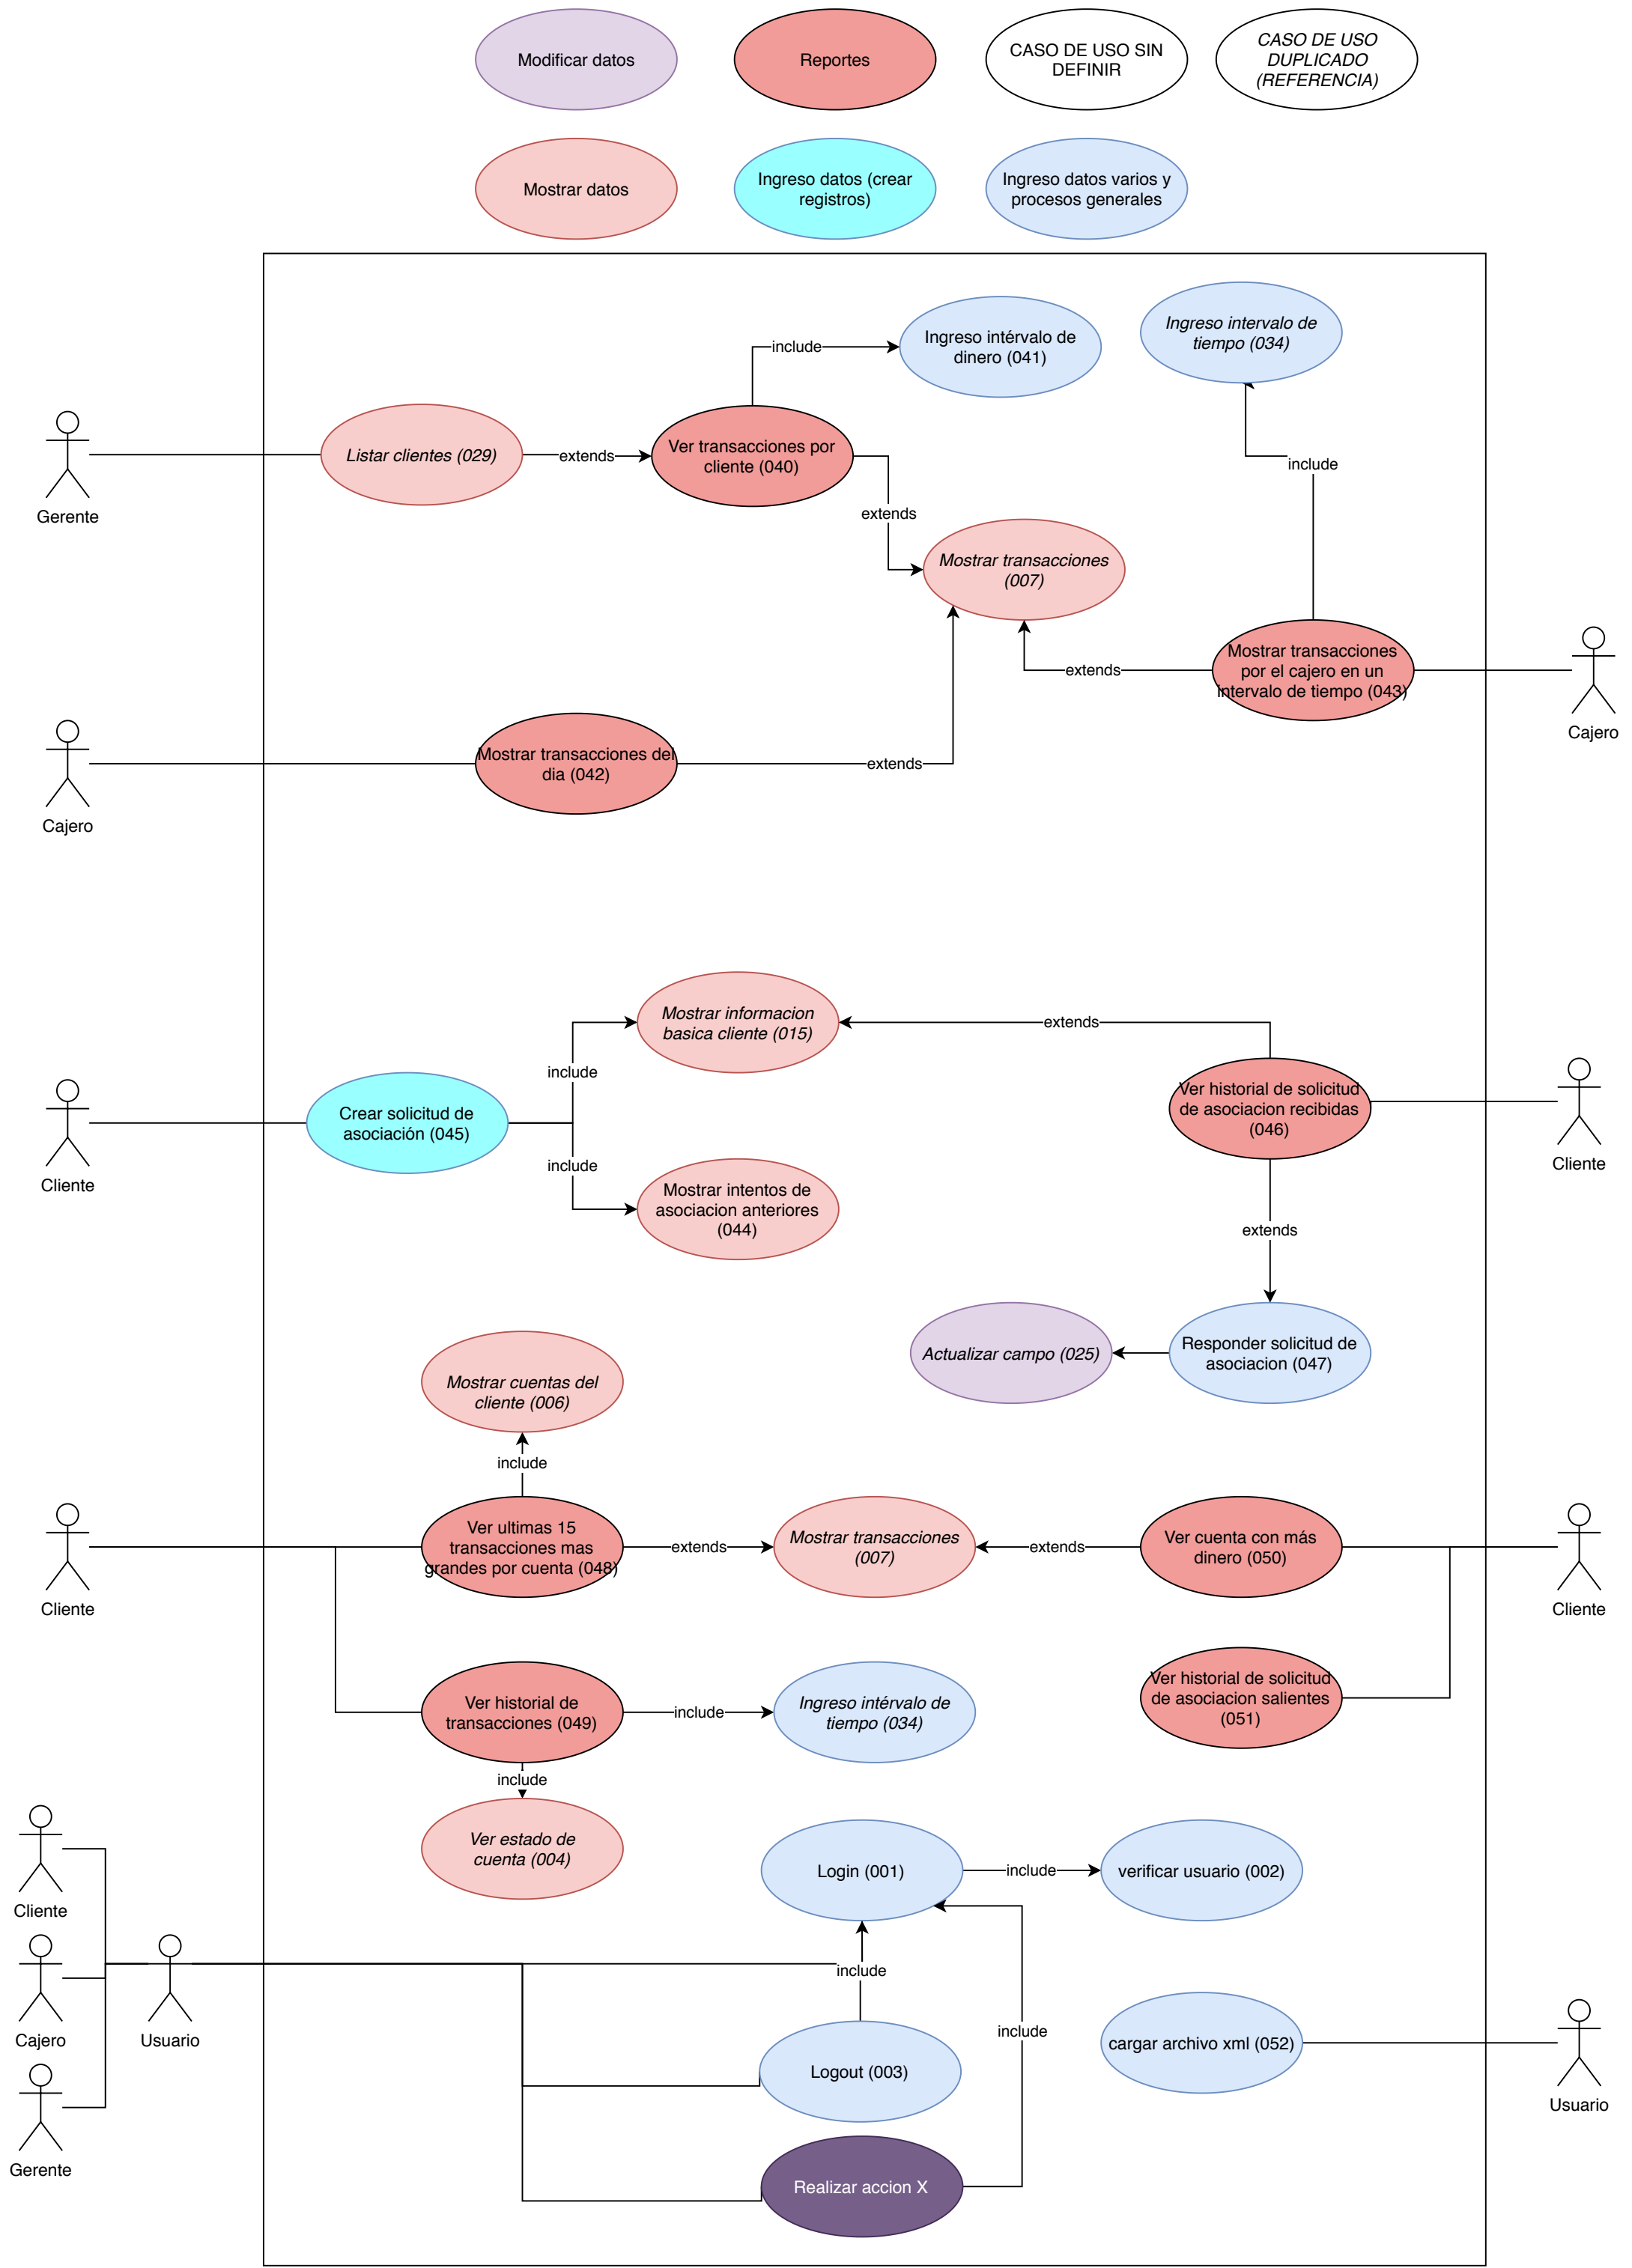 Modificar datos
Reportes
CASO DE USO SIN
DEFINIR
CASO DE USO
DUPLICADO
(REFERENCIA)
Mostrar datos
Ingreso datos (crear
registros)
Ingreso datos varios y
procesos generales
Ingreso intérvalo de
dinero (041)
Ingreso intervalo de
tiempo (034)
include
Gerente
Listar clientes (029)
extends
Ver transacciones por
cliente (040)
include
extends
Mostrar transacciones
(007)
Mostrar transacciones
por el cajero en un
intervalo de tiempo (043)
extends
Cajero
Cajero
Mostrar transacciones del
dia (042)
extends
Mostrar informacion
basica cliente (015)
extends
include
Cliente
Crear solicitud de
asociación (045)
Ver historial de solicitud
de asociacion recibidas
(046)
Cliente
include
Mostrar intentos de
asociacion anteriores
(044)
extends
Actualizar campo (025)
Responder solicitud de
asociacion (047)
Mostrar cuentas del
cliente (006)
include
Cliente
Ver ultimas 15
transacciones mas
grandes por cuenta (048)
extends
Mostrar transacciones
(007)
extends
Ver cuenta con más
dinero (050)
Cliente
Ver historial de
transacciones (049)
include
Ingreso intérvalo de
tiempo (034)
Ver historial de solicitud
de asociacion salientes
(051)
include
Ver estado de
cuenta (004)
Cliente
Login (001)
include
verificar usuario (002)
Cajero
Usuario
include
include
Logout (003)
cargar archivo xml (052)
Usuario
Gerente
Realizar accion X